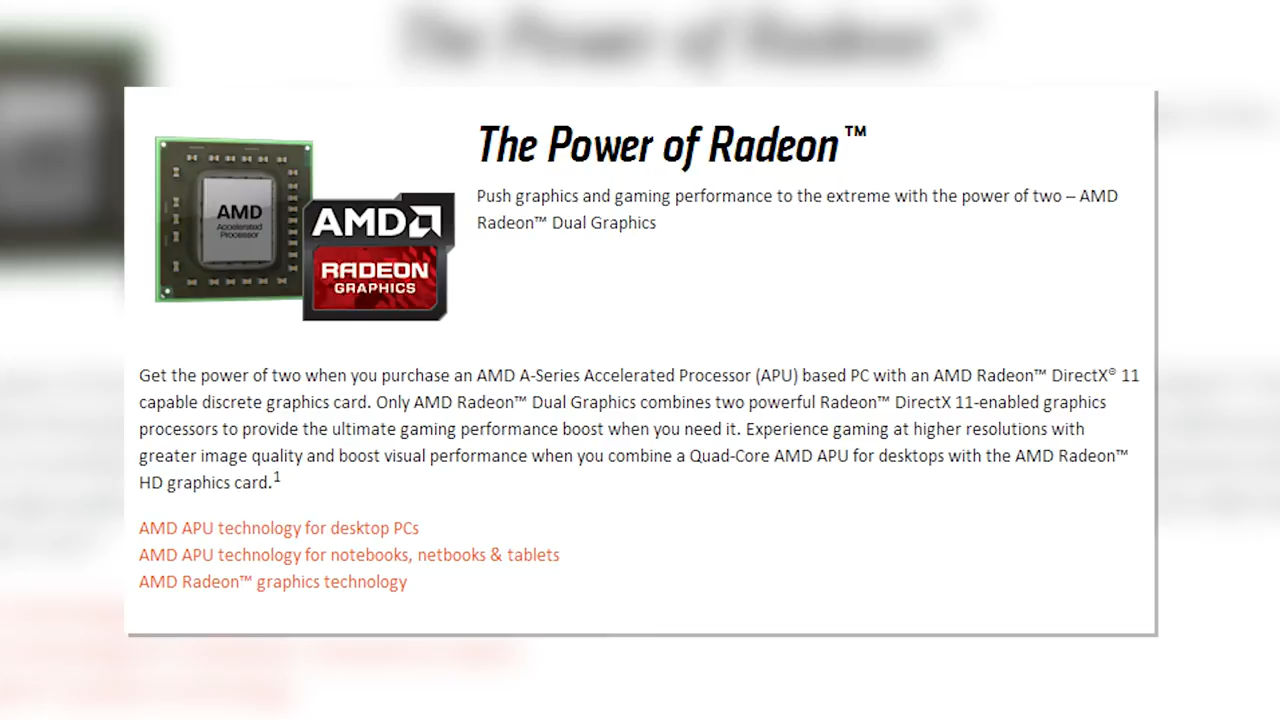 The Power of Radeon™
Push graphics and gaming performance to the extreme with the power of two – AMD
Radeon™ Dual Graphics
AMD
Accelerated
Processor
AMD
RADEON
GRAPHICS
Get the power of two when you purchase an AMD A-Series Accelerated Processor (APU) based PC with an AMD Radeon™ DirectX® 11
capable discrete graphics card. Only AMD Radeon™ Dual Graphics combines two powerful Radeon™ DirectX 11-enabled graphics
processors to provide the ultimate gaming performance boost when you need it. Experience gaming at higher resolutions with
greater image quality and boost visual performance when you combine a Quad-Core AMD APU for desktops with the AMD Radeon™
HD graphics card.1
AMD APU technology for desktop PCs
AMD APU technology for notebooks, netbooks & tablets
AMD Radeon™ graphics technology